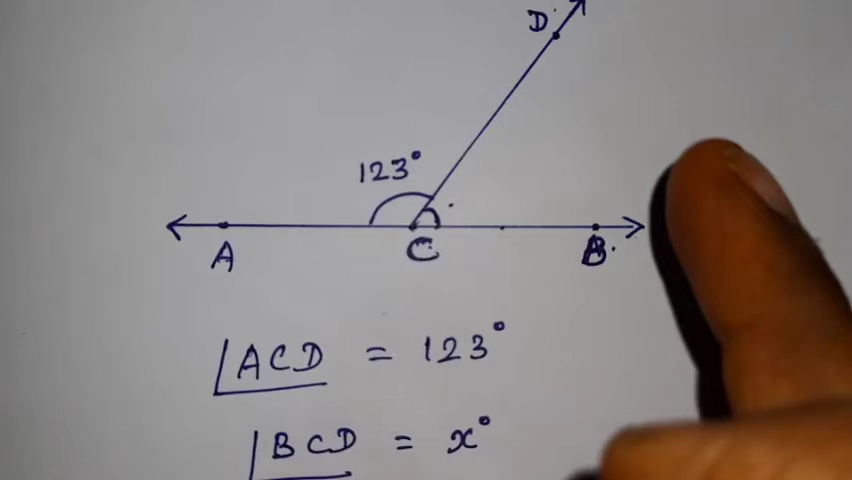 D
123°
A C B
∠ACD = 123°
∠BCD = x°